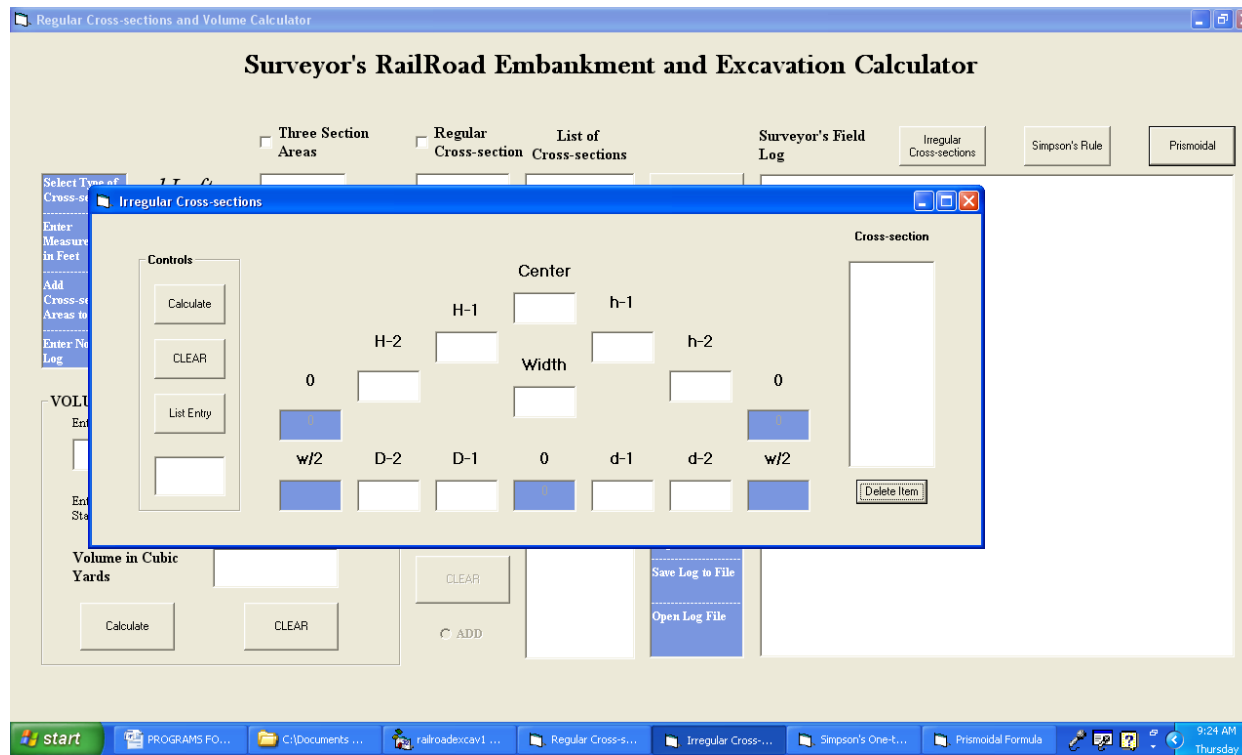 Regular Cross-sections and Volume Calculator
Surveyor's RailRoad Embankment and Excavation Calculator
Three Section
Areas
Regular
Cross-section
List of
Cross-sections
Surveyor's Field
Log
Irregular
Cross-sections
Simpson's Rule
Prismoidal
Select Type of
Irregular Cross-sections
Enter
in Feet
Add
Areas to
Enter
Log
Controls
Calculate
CLEAR
List Entry
Center
H-1
h-1
H-2
h-2
Width
0
0
0
0
w/2
D-2
D-1
0
d-1
d-2
w/2
0
Cross-section
Delete Item
Volume in Cubic
Yards
Calculate
CLEAR
CLEAR
ADD
Save Log to File
Open Log File
start
PROGRAMS FO...
C:\Documents ...
railroadexcav1 ...
Regular Cross-s...
Irregular Cross-...
Simpson's One-t...
Prismoidal Formula
9:24 AM
Thursday